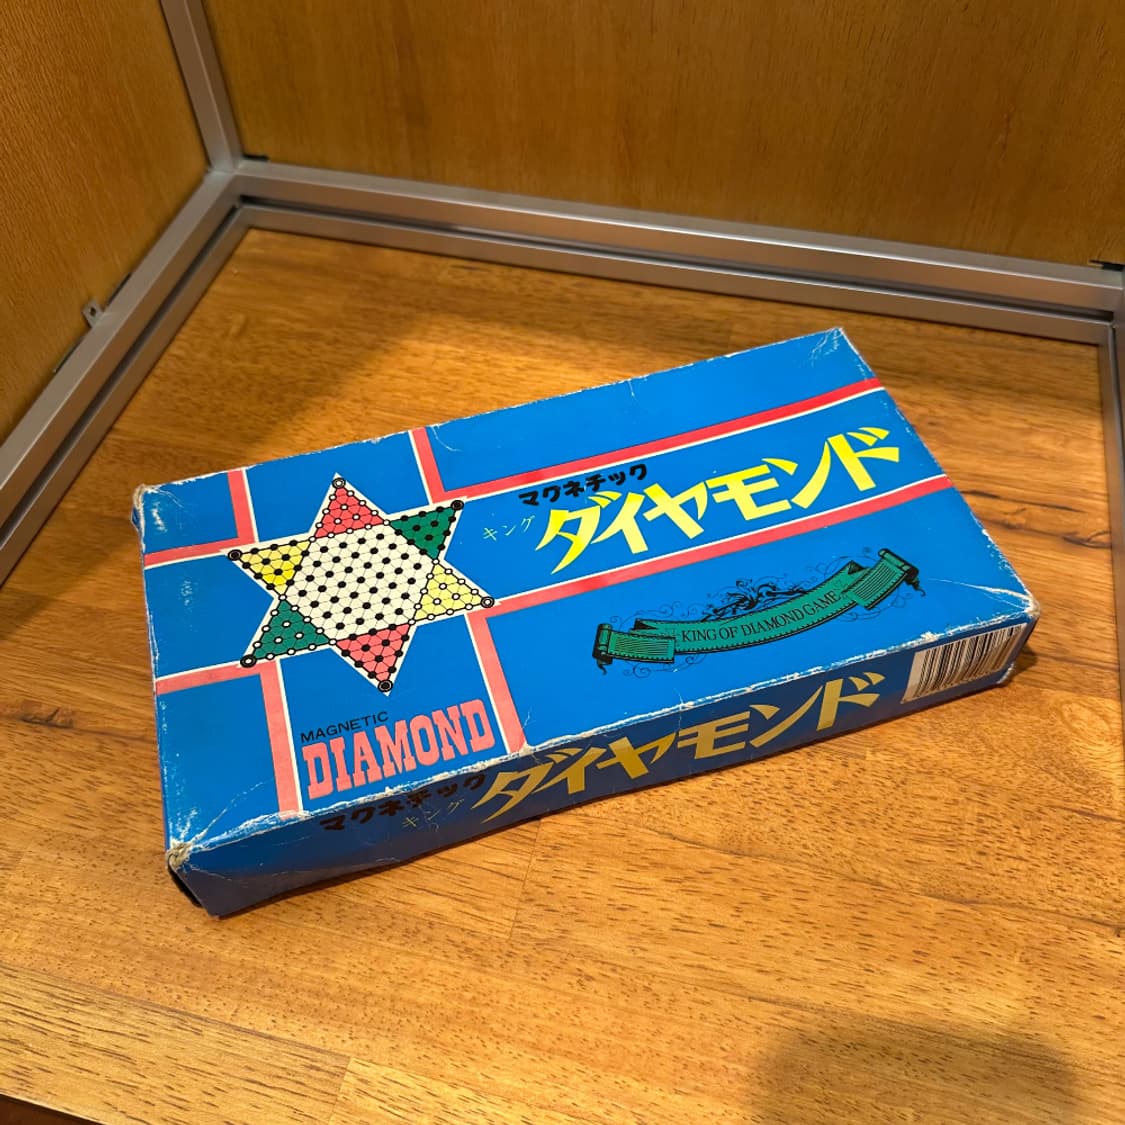 マグネチック
キング
ダイヤモンド
KING OF DIAMOND GAME
MAGNETIC
DIAMOND
マグネチック
キング
ダイヤモンド